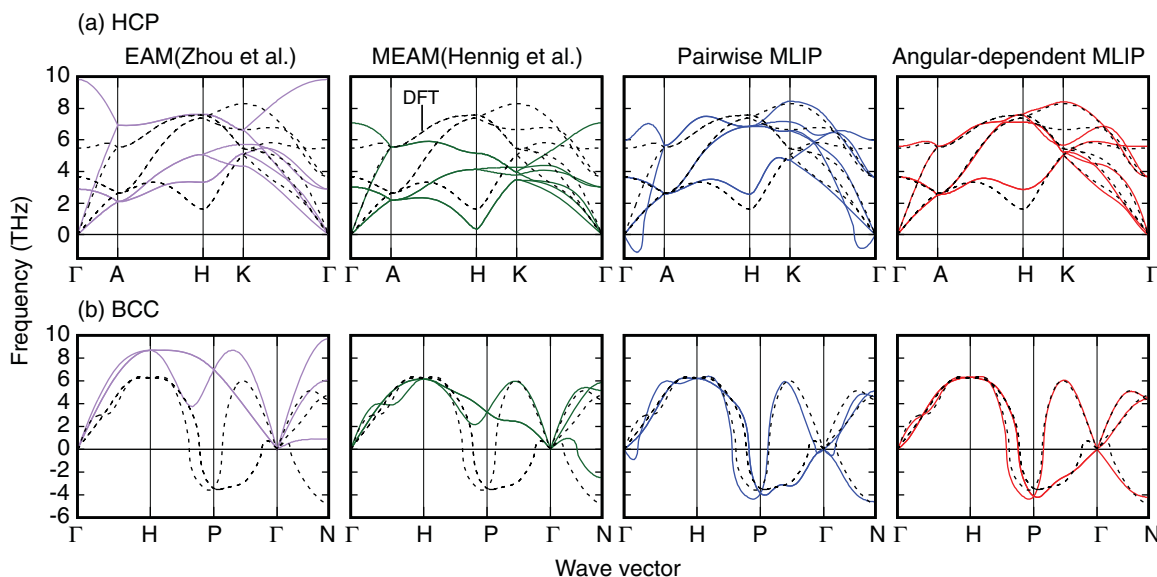 (a) HCP
EAM(Zhou et al.) MEAM(Hennig et al.) Pairwise MLIP Angular-dependent MLIP
10
8
6
4
2
0
DFT
Γ A H K Γ Γ A H K Γ Γ A H K Γ Γ A H K Γ
Frequency (THz)
(b) BCC
10
8
6
4
2
0
-2
-4
-6
Γ H P Γ N Γ H P Γ N Γ H P Γ N Γ H P Γ N
Wave vector